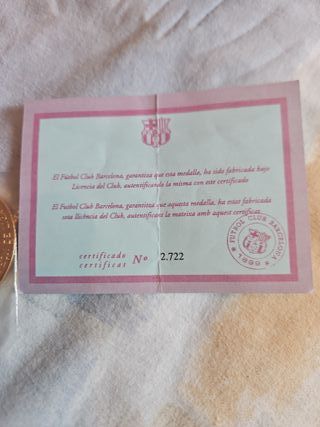 El Fútbol Club Barcelona, garantiza que esta medalla, ha sido fabricada bajo
Licencia del Club, autentificando la misma con este certificado
El Futbol Club Barcelona, garanteix que aquesta medalla, ha estat fabricada
sota llicència del Club, autentificant la mateixa amb aquest certificat
certificado
certificat Nº 2.722
FUTBOL CLUB BARCELONA
1899